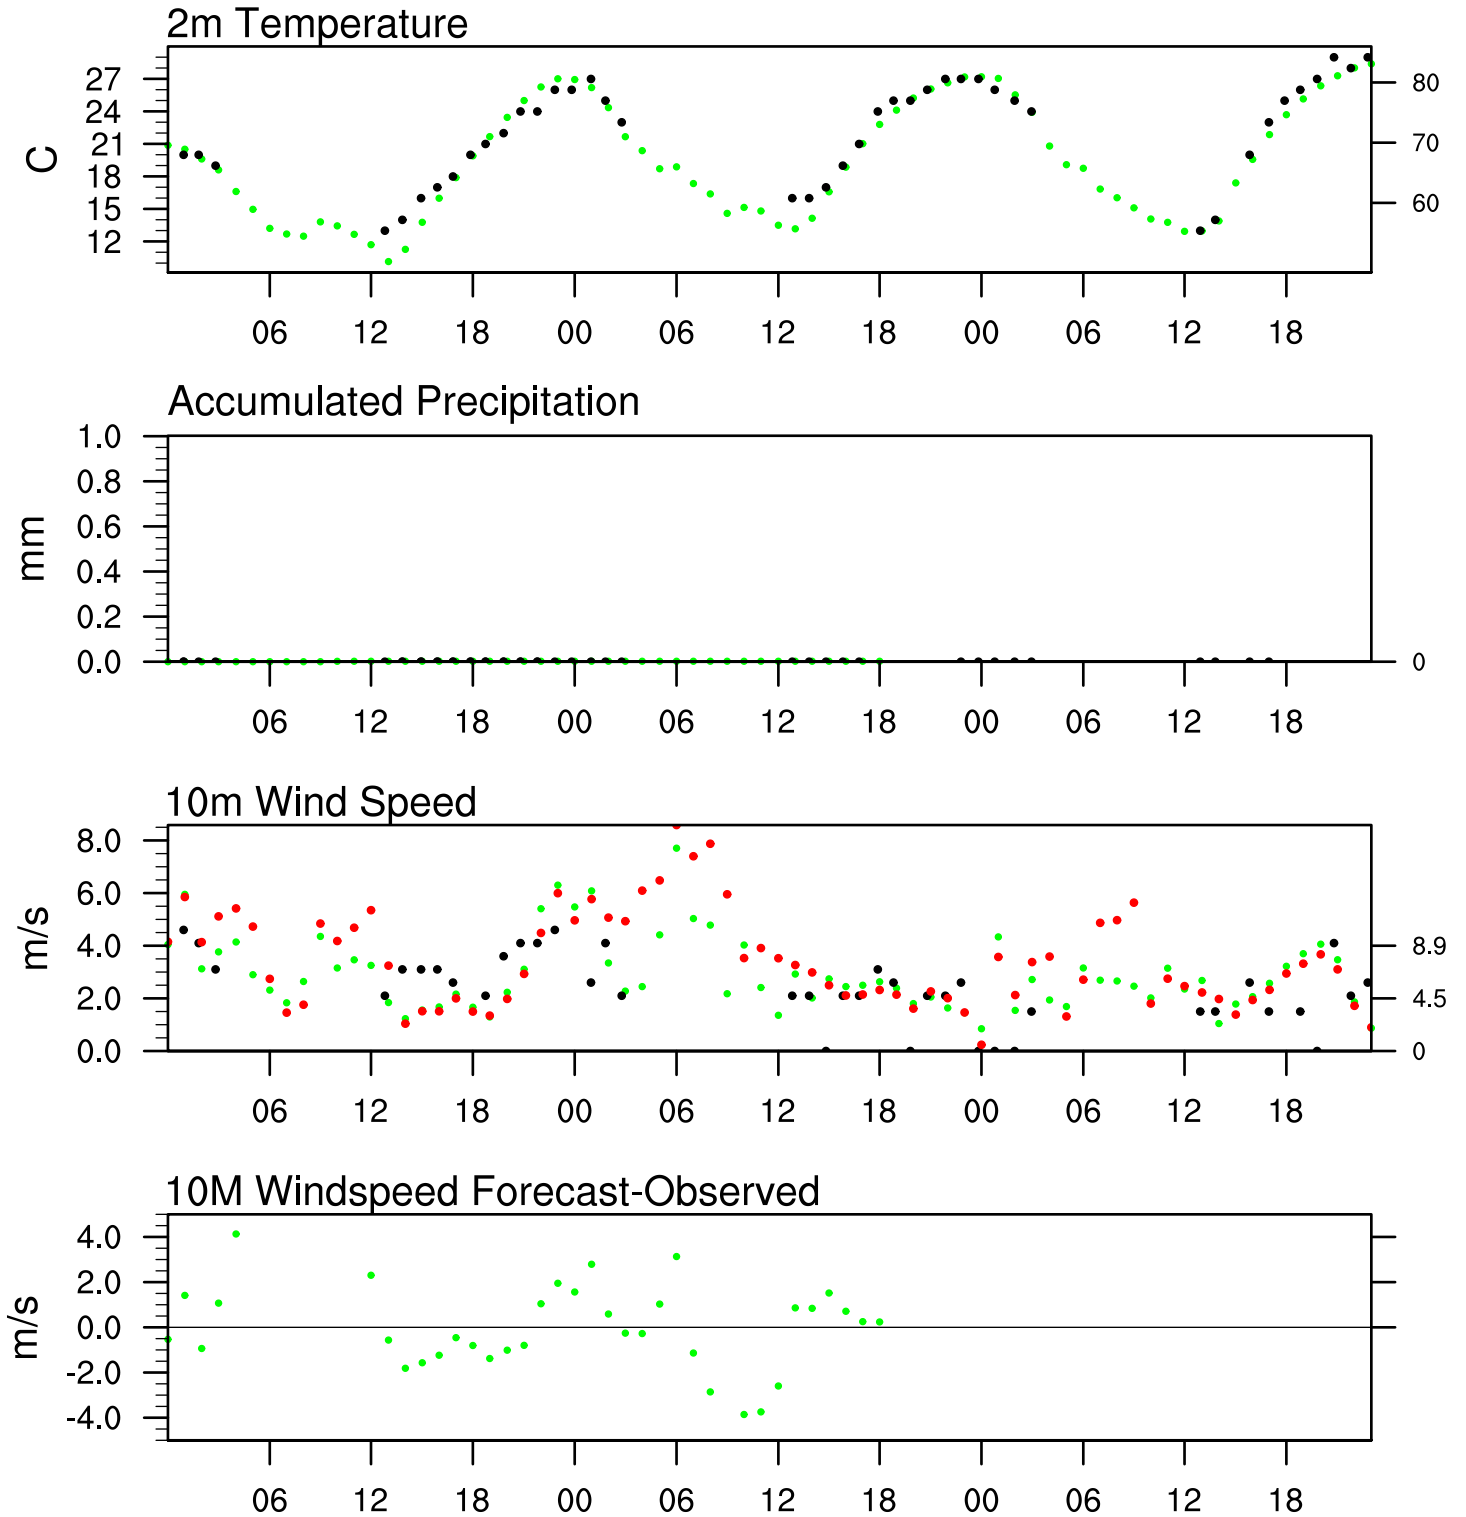 2m Temperature
27
24
21
18
15
12
C
80
70
60
06 12 18 00 06 12 18 00 06 12 18
Accumulated Precipitation
1.0
0.8
0.6
0.4
0.2
0.0
mm
0
06 12 18 00 06 12 18 00 06 12 18
10m Wind Speed
8.0
6.0
4.0
2.0
0.0
m/s
8.9
4.5
0
06 12 18 00 06 12 18 00 06 12 18
10M Windspeed Forecast-Observed
4.0
2.0
0.0
-2.0
-4.0
m/s
06 12 18 00 06 12 18 00 06 12 18